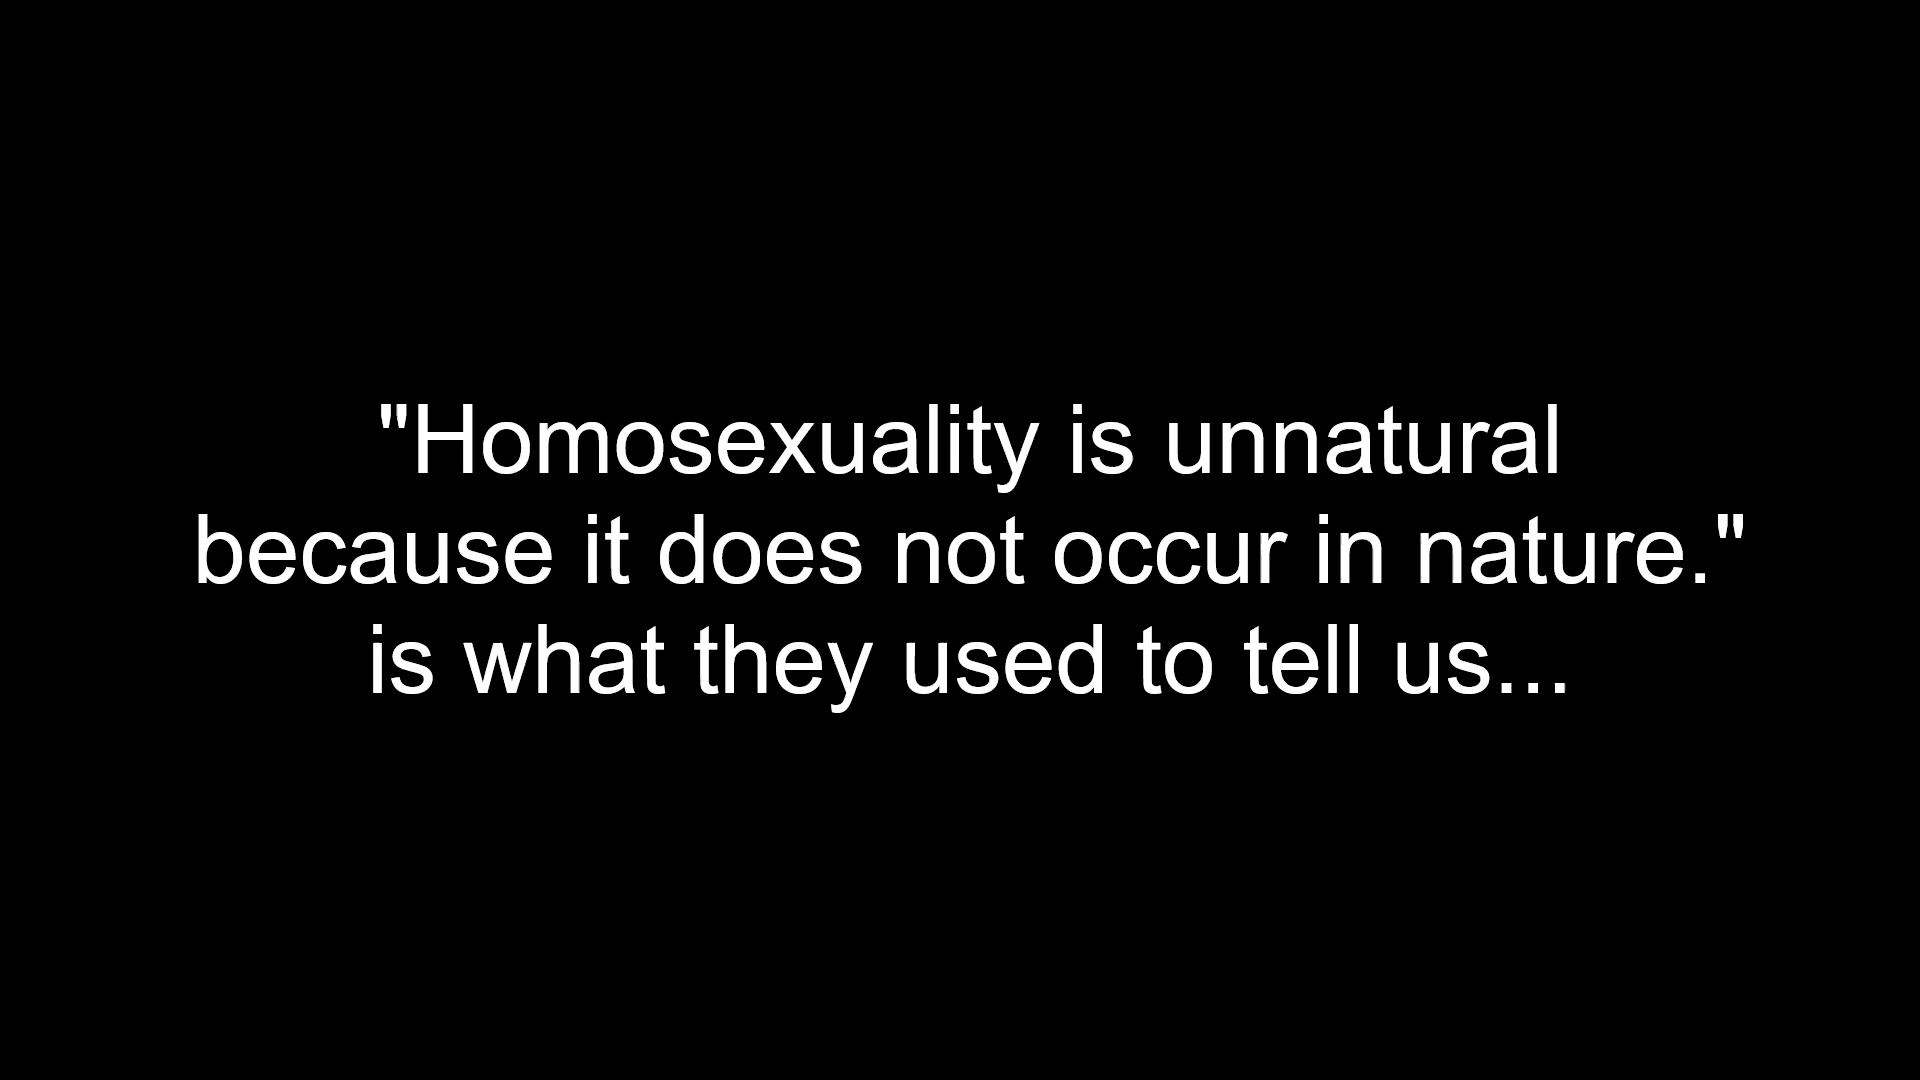 "Homosexuality is unnatural
because it does not occur in nature."
is what they used to tell us...